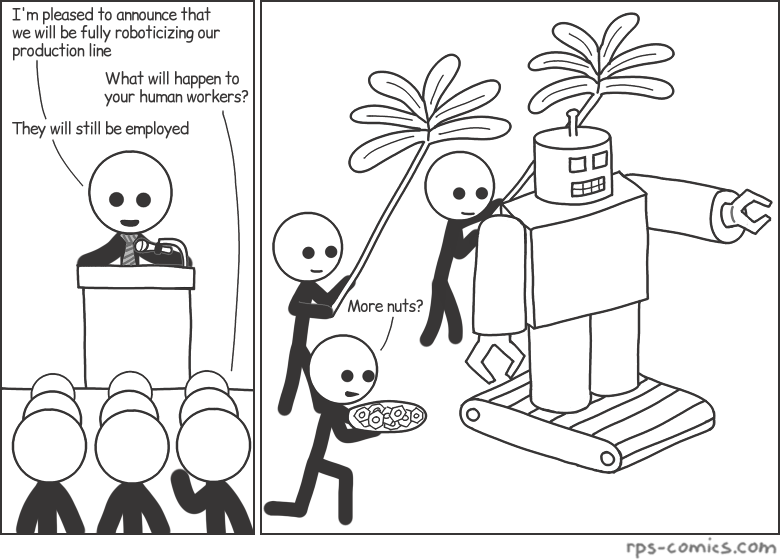 I'm pleased to announce that
we will be fully roboticizing our
production line
What will happen to
your human workers?
They will still be employed
More nuts?
rps-comics.com